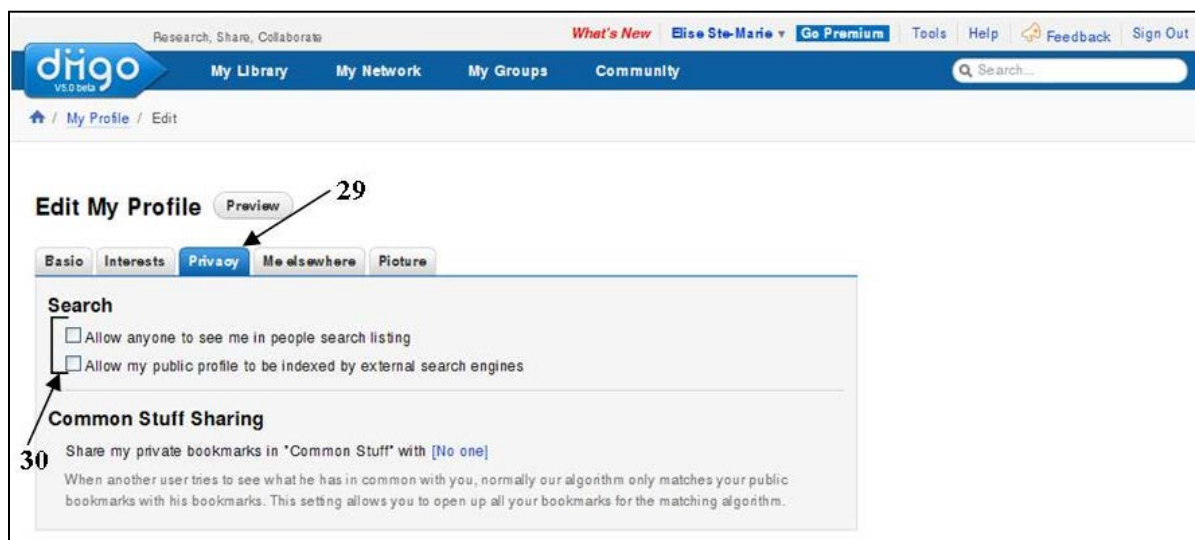 Research, Share, Collaborate
What's New Elise Ste-Marie Go Premium Tools Help Feedback Sign Out
diigo
V5.0 beta
My Library My Network My Groups Community Search...
/ My Profile / Edit
29
Edit My Profile Preview
Basic Interests Privacy Me elsewhere Picture
Search
Allow anyone to see me in people search listing
Allow my public profile to be indexed by external search engines
Common Stuff Sharing
Share my private bookmarks in "Common Stuff" with [No one]
30
When another user tries to see what he has in common with you, normally our algorithm only matches your public
bookmarks with his bookmarks. This setting allows you to open up all your bookmarks for the matching algorithm.